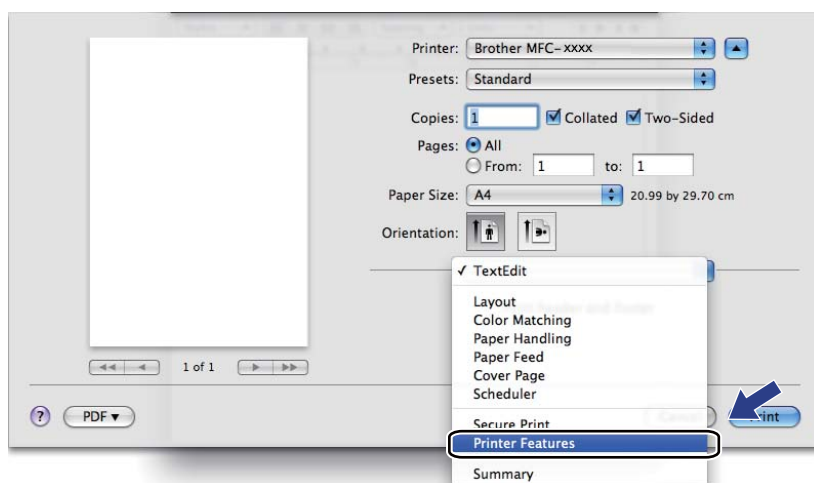 Printer: Brother MFC-xxxx
Presets: Standard
Copies: 1 Collated Two-Sided
Pages: All
From: 1 to: 1
Paper Size: A4 20.99 by 29.70 cm
Orientation:
✓ TextEdit
Layout
Color Matching
Paper Handling
Paper Feed
Cover Page
Scheduler
1 of 1
? PDF▼ Print
Secure Print
Printer Features
Summary